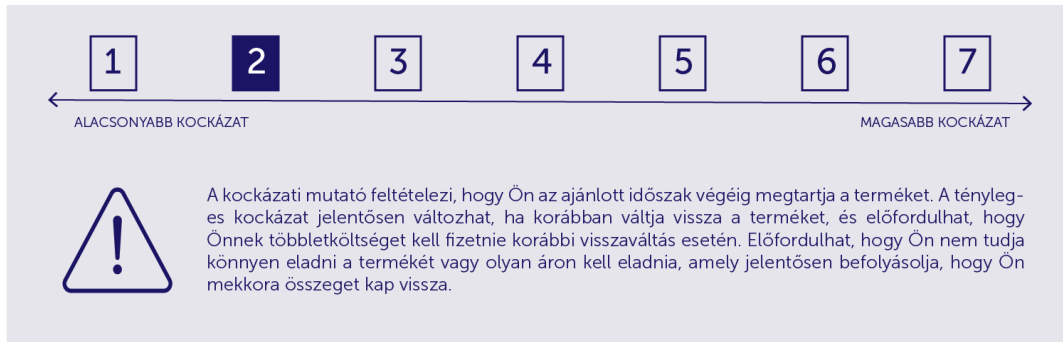 1 2 3 4 5 6 7
ALACSONYABB KOCKÁZAT MAGASABB KOCKÁZAT
A kockázati mutató feltételezi, hogy Ön az ajánlott időszak végéig megtartja a terméket. A tényleg-
es kockázat jelentősen változhat, ha korábban váltja vissza a terméket, és előfordulhat, hogy
Önnek többletköltséget kell fizetnie korábbi visszaváltás esetén. Előfordulhat, hogy Ön nem tudja
könnyen eladni a termékét vagy olyan áron kell eladnia, amely jelentősen befolyásolja, hogy Ön
mekkora összeget kap vissza.